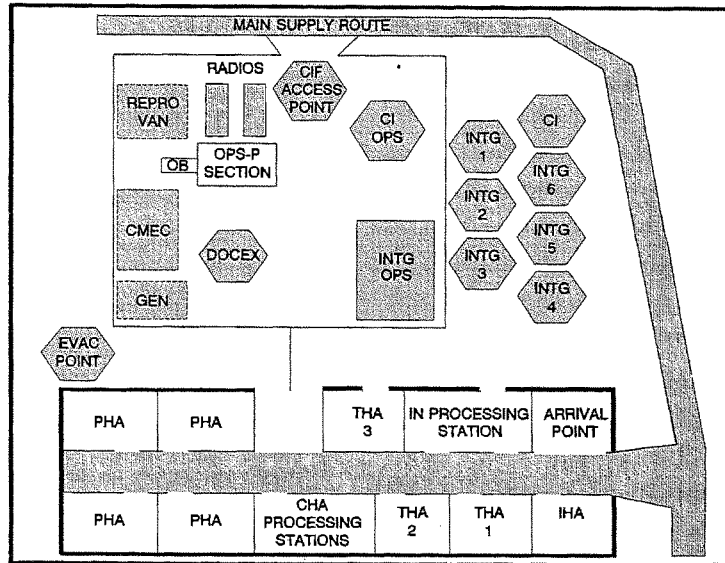 MAIN SUPPLY ROUTE
RADIOS
CIF
ACCESS
POINT
REPRO
VAN
CI
OPS
OB
OPS-P
SECTION
CMEC
DOCEX
INTG
OPS
GEN
INTG
1
CI
INTG
2
INTG
6
INTG
3
INTG
5
INTG
4
EVAC
POINT
PHA
PHA
THA
3
IN PROCESSING
STATION
ARRIVAL
POINT
PHA
PHA
CHA
PROCESSING
STATIONS
THA
2
THA
1
IHA